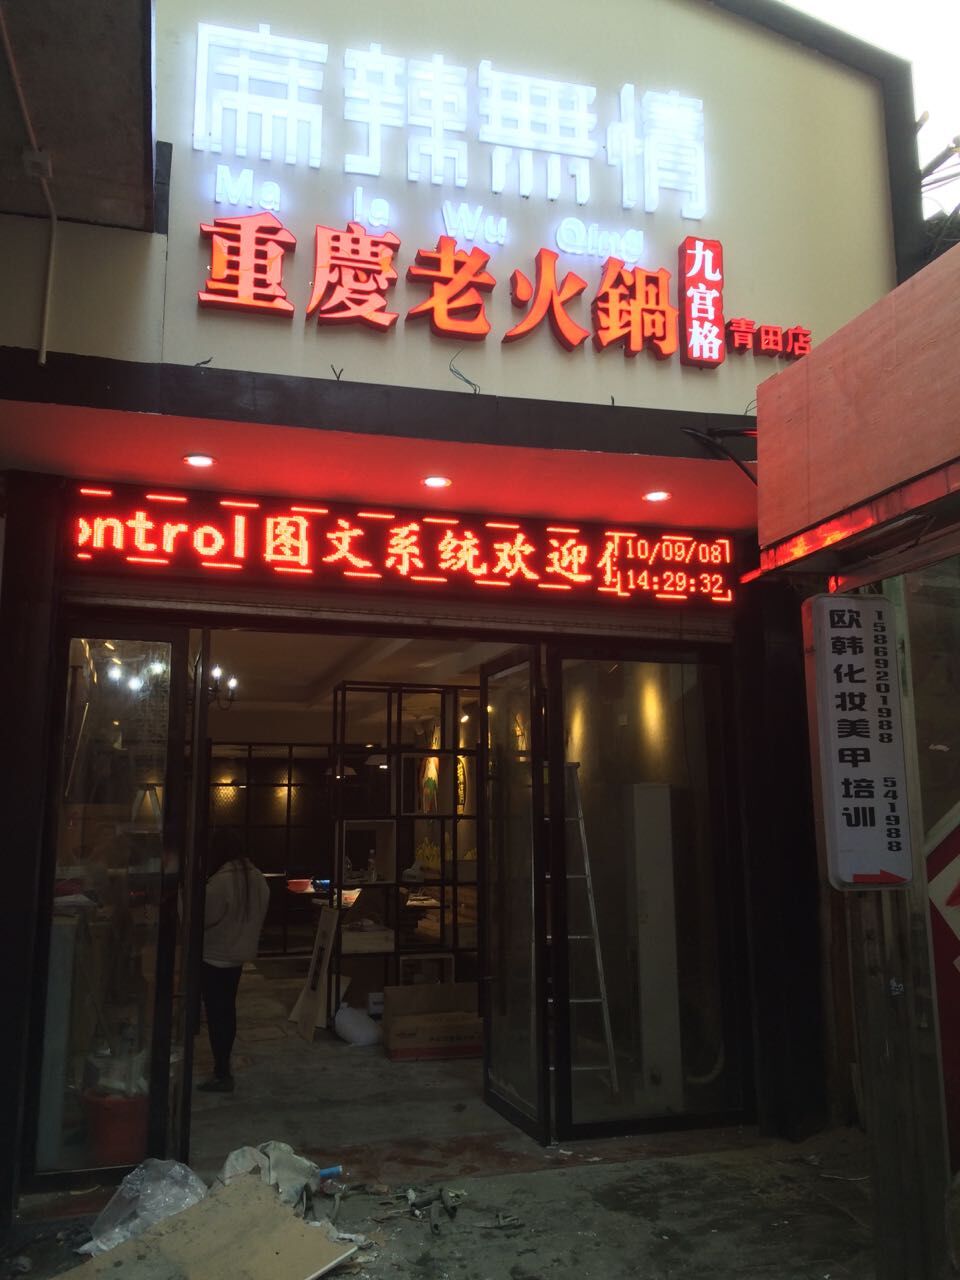 麻辣無情
Ma la Wu Qing
重慶老火鍋
九宫格
青田店
ontrol图文系统欢迎
10/09/08
14:29:32
欧韩化妆美甲培训
15869201988
541988